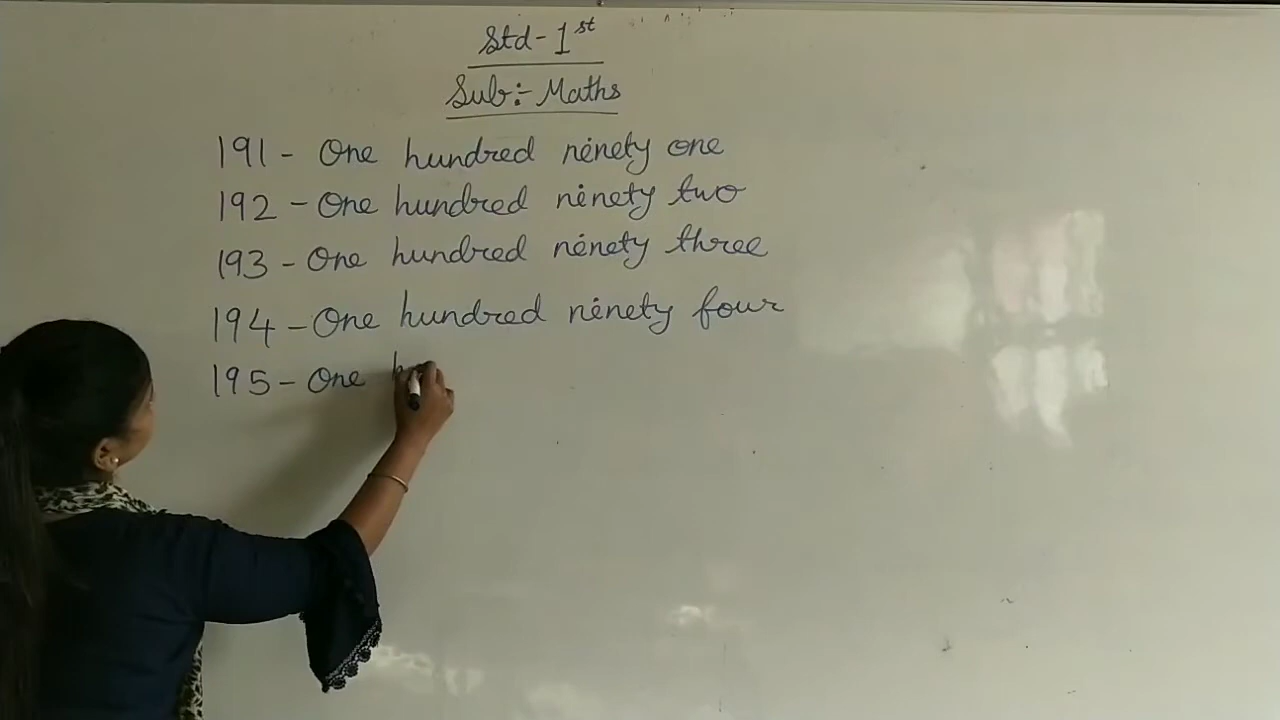 Std- 1st
Sub:- Maths
191 - One hundred ninety one
192 - One hundred ninety two
193 - One hundred ninety three
194 - One hundred ninety four
195 - One